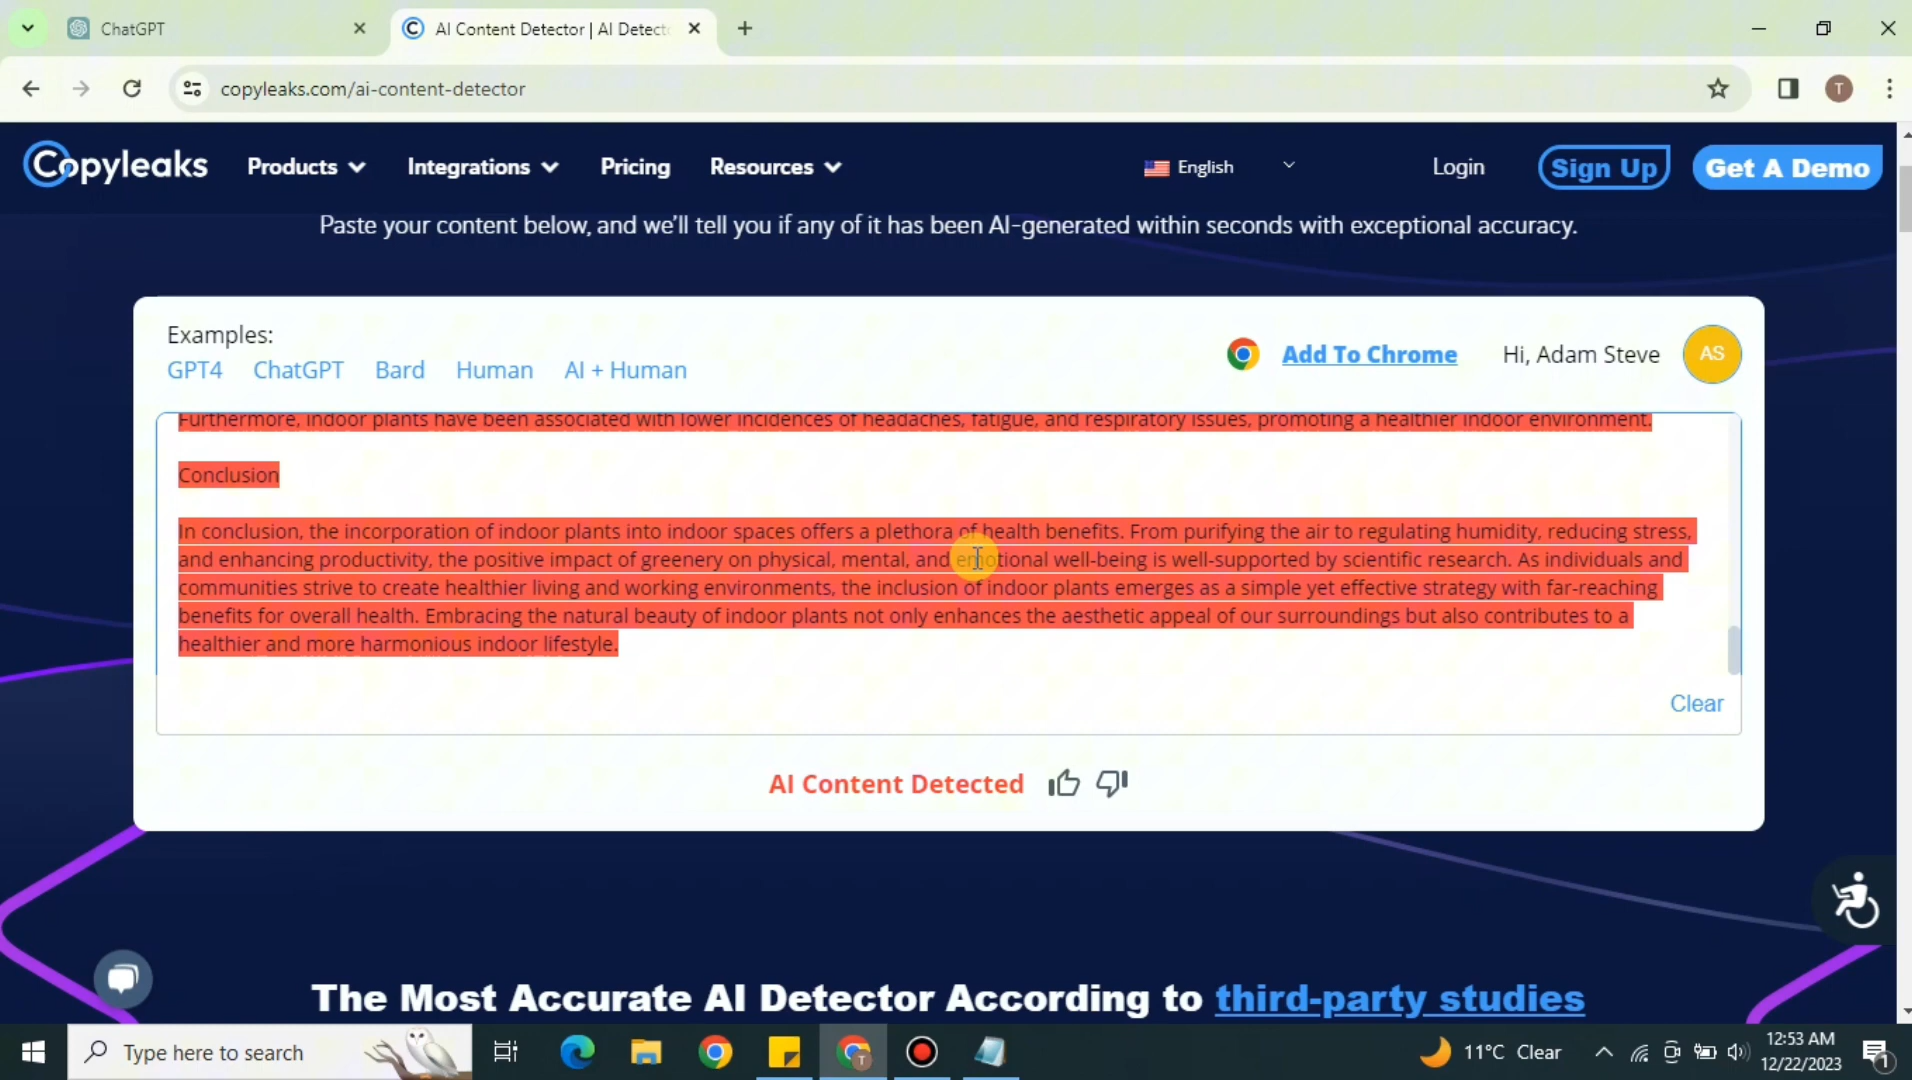 ChatGPT
AI Content Detector | AI Detect
copyleaks.com/ai-content-detector
Copyleaks
Products
Integrations
Pricing
Resources
English
Login
Sign Up
Get A Demo
Paste your content below, and we'll tell you if any of it has been AI-generated within seconds with exceptional accuracy.
Examples:
GPT4
ChatGPT
Bard
Human
AI + Human
Add To Chrome
Hi, Adam Steve
AS
Furthermore, indoor plants have been associated with lower incidences of headaches, fatigue, and respiratory issues, promoting a healthier indoor environment.
Conclusion
In conclusion, the incorporation of indoor plants into indoor spaces offers a plethora of health benefits. From purifying the air to regulating humidity, reducing stress,
and enhancing productivity, the positive impact of greenery on physical, mental, and emotional well-being is well-supported by scientific research. As individuals and
communities strive to create healthier living and working environments, the inclusion of indoor plants emerges as a simple yet effective strategy with far-reaching
benefits for overall health. Embracing the natural beauty of indoor plants not only enhances the aesthetic appeal of our surroundings but also contributes to a
healthier and more harmonious indoor lifestyle.
Clear
AI Content Detected
The Most Accurate AI Detector According to third-party studies
Type here to search
T
T
11°C Clear
12:53 AM
12/22/2023
1